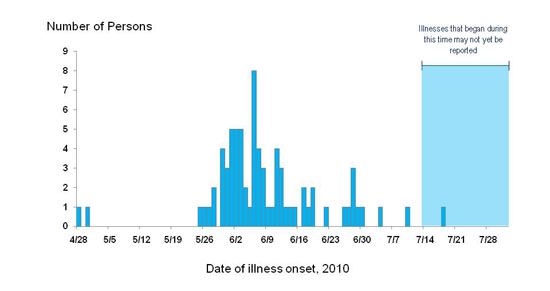 Number of Persons
Illnesses that began during
this time may not yet be
reported
9
8
7
6
5
4
3
2
1
0
4/28 5/5 5/12 5/19 5/26 6/2 6/9 6/16 6/23 6/30 7/7 7/14 7/21 7/28
Date of illness onset, 2010